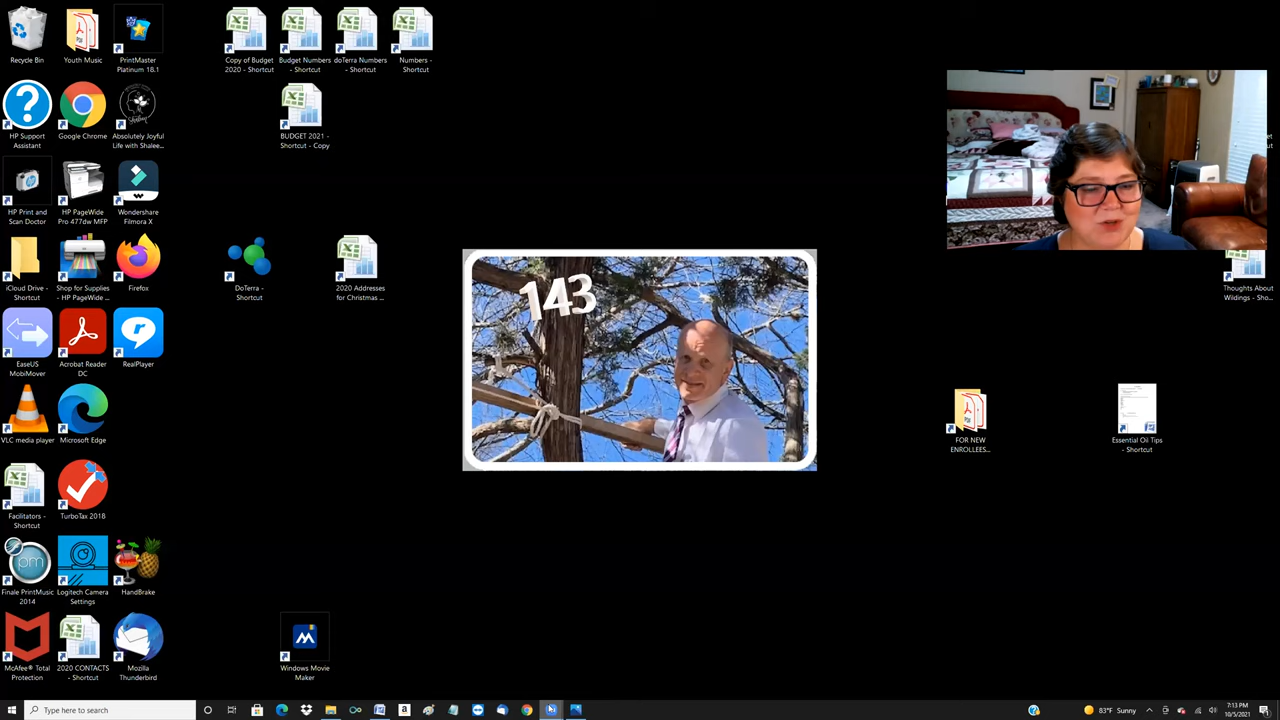 Recycle Bin
Youth Music
PrintMaster
Platinum 18.1
Copy of Budget
2020 - Shortcut
Budget Numbers
- Shortcut
doTerra Numbers
- Shortcut
Numbers -
Shortcut
HP Support
Assistant
Google Chrome
Absolutely Joyful
Life with Shalee...
BUDGET 2021 -
Shortcut - Copy
HP Print and
Scan Doctor
HP PageWide
Pro 477dw MFP
Wondershare
Filmora X
iCloud Drive -
Shortcut
Shop for Supplies
- HP PageWide ...
Firefox
DoTerra -
Shortcut
2020 Addresses
for Christmas ...
143
Thoughts About
Wildings - Sho...
EaseUS
MobiMover
Acrobat Reader
DC
RealPlayer
VLC media player
Microsoft Edge
FOR NEW
ENROLLEES...
Essential Oil Tips
- Shortcut
Facilitators -
Shortcut
TurboTax 2018
pm
Finale PrintMusic
2014
Logitech Camera
Settings
HandBrake
McAfee® Total
Protection
2020 CONTACTS
- Shortcut
Mozilla
Thunderbird
Windows Movie
Maker
Type here to search
83°F Sunny
7:13 PM
10/5/2021